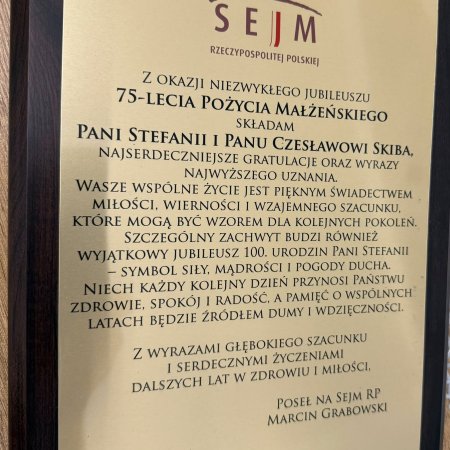 SEJM
RZECZYPOSPOLITEJ POLSKIEJ
Z OKAZJI NIEZWYKŁEGO JUBILEUSZU
75-LECIA POŻYCIA MAŁŻEŃSKIEGO
SKŁADAM
PANI STEFANII I PANU CZESŁAWOWI SKIBA,
NAJSERDECZNIEJSZE GRATULACJE ORAZ WYRAZY
NAJWYŻSZEGO UZNANIA.
WASZE WSPÓLNE ŻYCIE JEST PIĘKNYM ŚWIADECTWEM
MIŁOŚCI, WIERNOŚCI I WZAJEMNEGO SZACUNKU,
KTÓRE MOGĄ BYĆ WZOREM DLA KOLEJNYCH POKOLEŃ.
SZCZEGÓLNY ZACHWYT BUDZI RÓWNIEŻ
WYJĄTKOWY JUBILEUSZ 100. URODZIN PANI STEFANII
– SYMBOL SIŁY, MĄDROŚCI I POGODY DUCHA.
NIECH KAŻDY KOLEJNY DZIEŃ PRZYNOSI PAŃSTWU
ZDROWIE, SPOKÓJ I RADOŚĆ, A PAMIĘĆ O WSPÓLNYCH
LATACH BĘDZIE ŹRÓDŁEM DUMY I WDZIĘCZNOŚCI.
Z WYRAZAMI GŁĘBOKIEGO SZACUNKU
I SERDECZNYMI ŻYCZENIAMI
DALSZYCH LAT W ZDROWIU I MIŁOŚCI,
POSEŁ NA SEJM RP
MARCIN GRABOWSKI